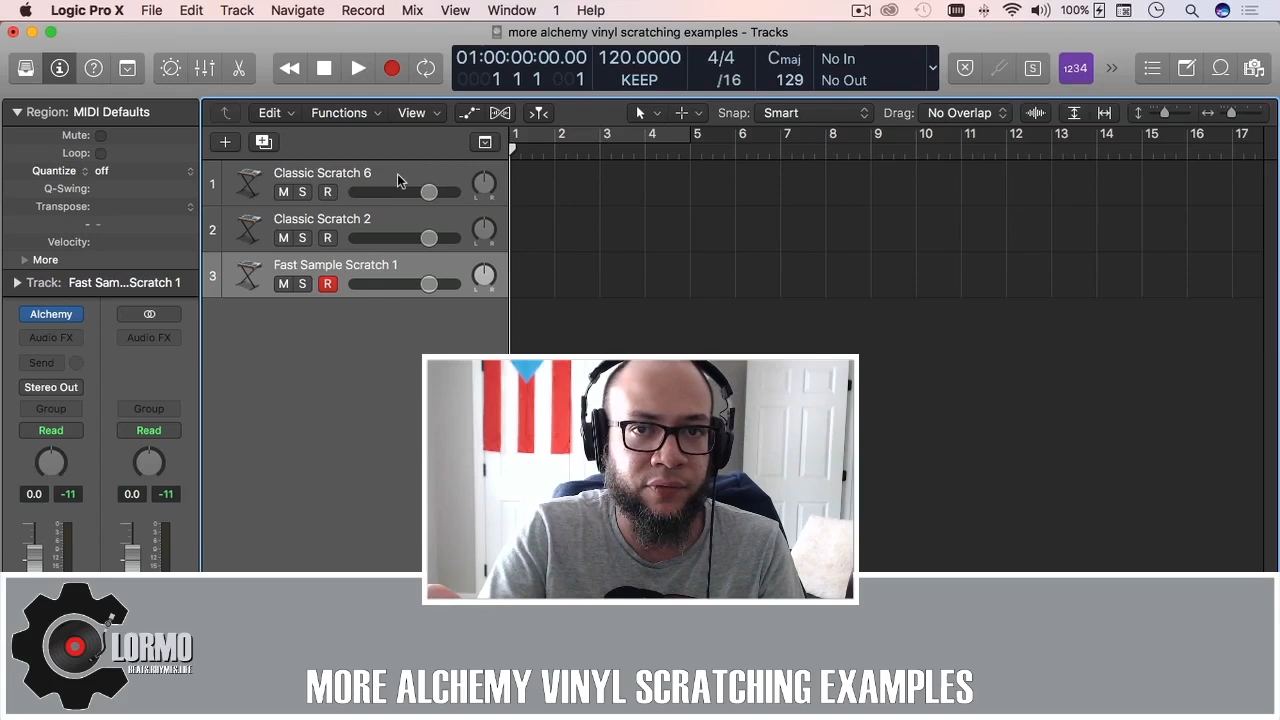 Logic Pro X File Edit Track Navigate Record Mix View Window 1 Help 100%
more alchemy vinyl scratching examples - Tracks
01:00:00:00.00 120.0000 4/4 Cmaj No In
1 1 1 001 KEEP /16 129 No Out
1234
Region: MIDI Defaults
Edit Functions View Snap: Smart Drag: No Overlap
Mute:
Loop:
Quantize off
Q-Swing:
Transpose:
- -
Velocity:
More
Track: Fast Sam...Scratch 1
1 2 3 4 5 6 7 8 9 10 11 12 13 14 15 16 17
1 Classic Scratch 6
M S R L R
2 Classic Scratch 2
M S R L R
3 Fast Sample Scratch 1
M S R L R
Alchemy
Audio FX Audio FX
Send
Stereo Out
Group Group
Read Read
0.0 -11 0.0 -11
LORMO
BEATS.RHYMES.LIFE
MORE ALCHEMY VINYL SCRATCHING EXAMPLES